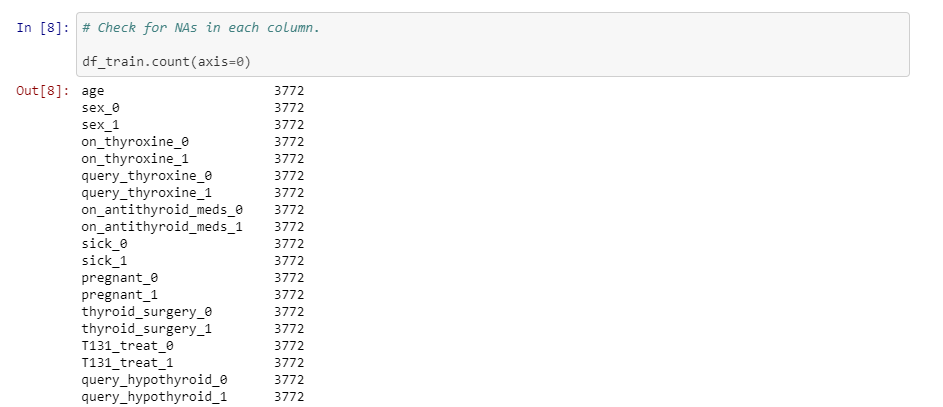 In [8]: # Check for NAs in each column.
df_train.count(axis=0)
Out[8]: age 3772
sex_0 3772
sex_1 3772
on_thyroxine_0 3772
on_thyroxine_1 3772
query_thyroxine_0 3772
query_thyroxine_1 3772
on_antithyroid_meds_0 3772
on_antithyroid_meds_1 3772
sick_0 3772
sick_1 3772
pregnant_0 3772
pregnant_1 3772
thyroid_surgery_0 3772
thyroid_surgery_1 3772
T131_treat_0 3772
T131_treat_1 3772
query_hypothyroid_0 3772
query_hypothyroid_1 3772